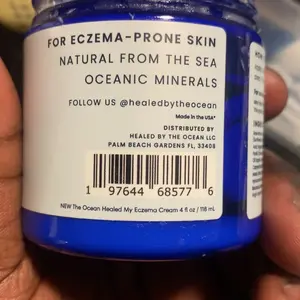 FOR ECZEMA-PRONE SKIN
NATURAL FROM THE SEA
OCEANIC MINERALS
FOLLOW US @healedbytheocean
Made in the USA*
DISTRIBUTED BY
HEALED BY THE OCEAN LLC
PALM BEACH GARDENS FL, 33408
1 97644 68577 6
NEW The Ocean Healed My Eczema Cream 4 fl oz / 118 mL